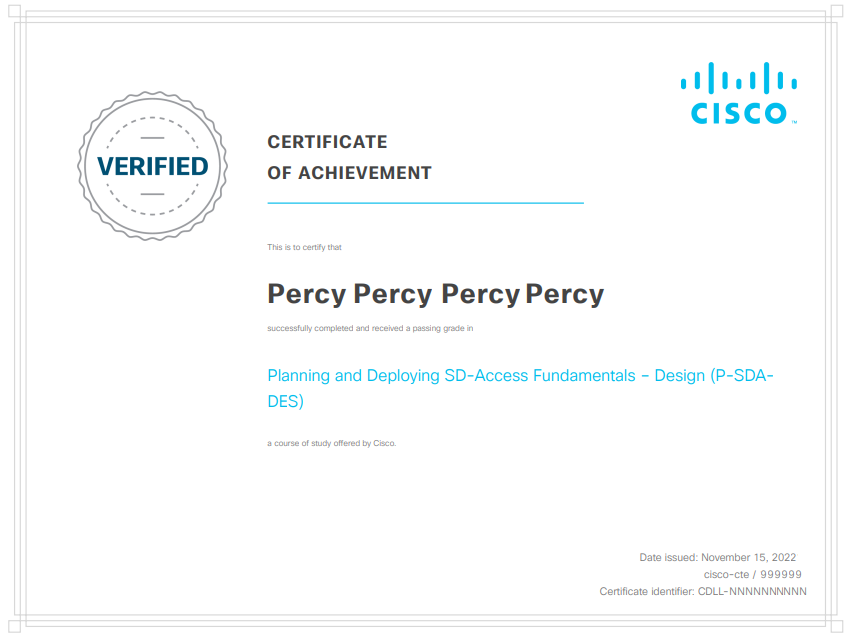 CISCO
™
VERIFIED
CERTIFICATE
OF ACHIEVEMENT
This is to certify that
Percy Percy Percy Percy
successfully completed and received a passing grade in
Planning and Deploying SD-Access Fundamentals – Design (P-SDA-
DES)
a course of study offered by Cisco.
Date issued: November 15, 2022
cisco-cte / 999999
Certificate identifier: CDLL-NNNNNNNNNN